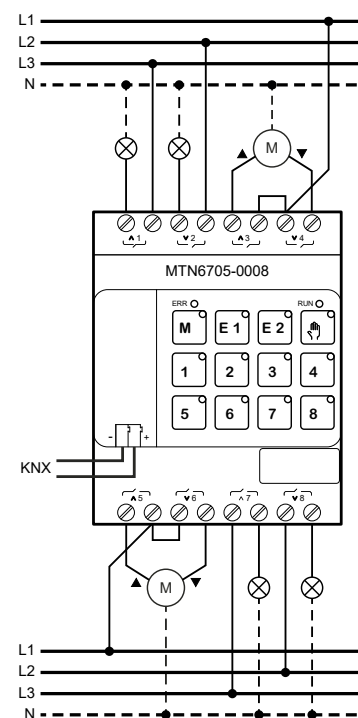 L1
L2
L3
N
M
∧ 1 ∨ 2 ∧ 3 ∨ 4
MTN6705-0008
ERR RUN
M E 1 E 2
1 2 3 4
5 6 7 8
- +
KNX
∧ 5 ∨ 6 ∧ 7 ∨ 8
M
L1
L2
L3
N